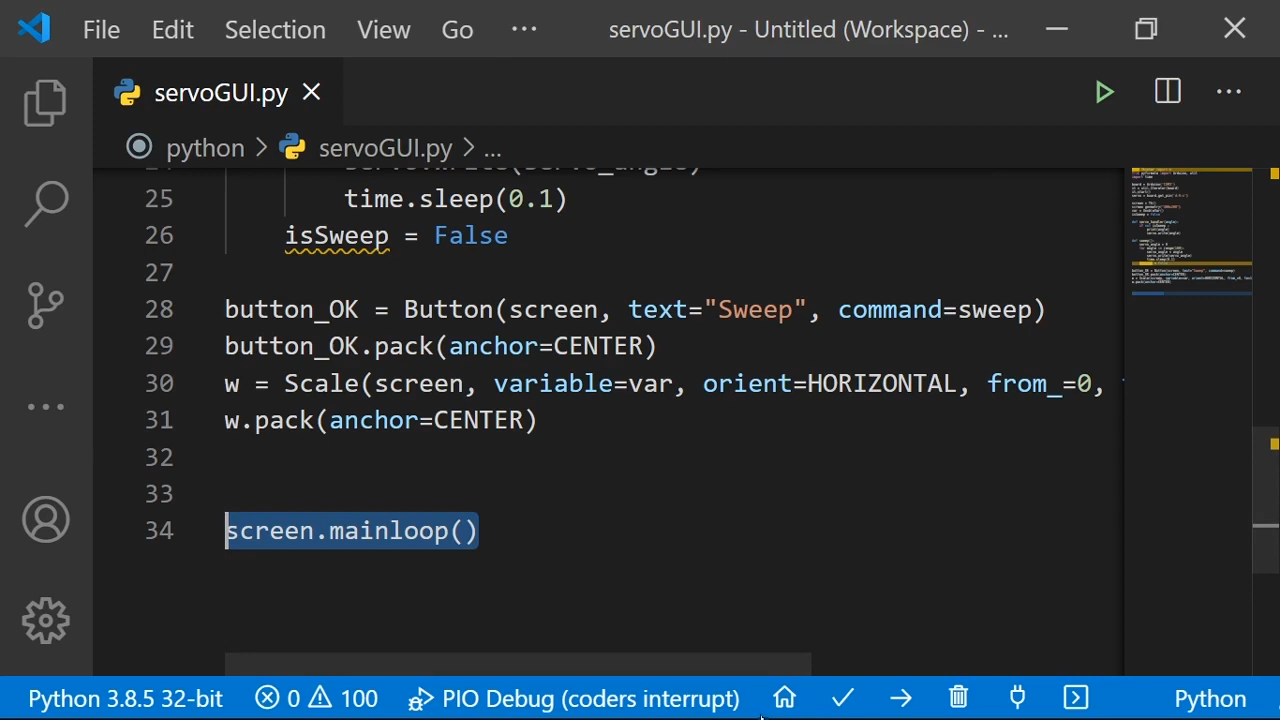 File Edit Selection View Go ··· servoGUI.py - Untitled (Workspace) - ...
servoGUI.py
python > servoGUI.py > ...
25 time.sleep(0.1)
26 isSweep = False
27
28 button_OK = Button(screen, text="Sweep", command=sweep)
29 button_OK.pack(anchor=CENTER)
30 w = Scale(screen, variable=var, orient=HORIZONTAL, from_=0,
31 w.pack(anchor=CENTER)
32
33
34 screen.mainloop()
Python 3.8.5 32-bit 0 100 PIO Debug (coders interrupt) Python